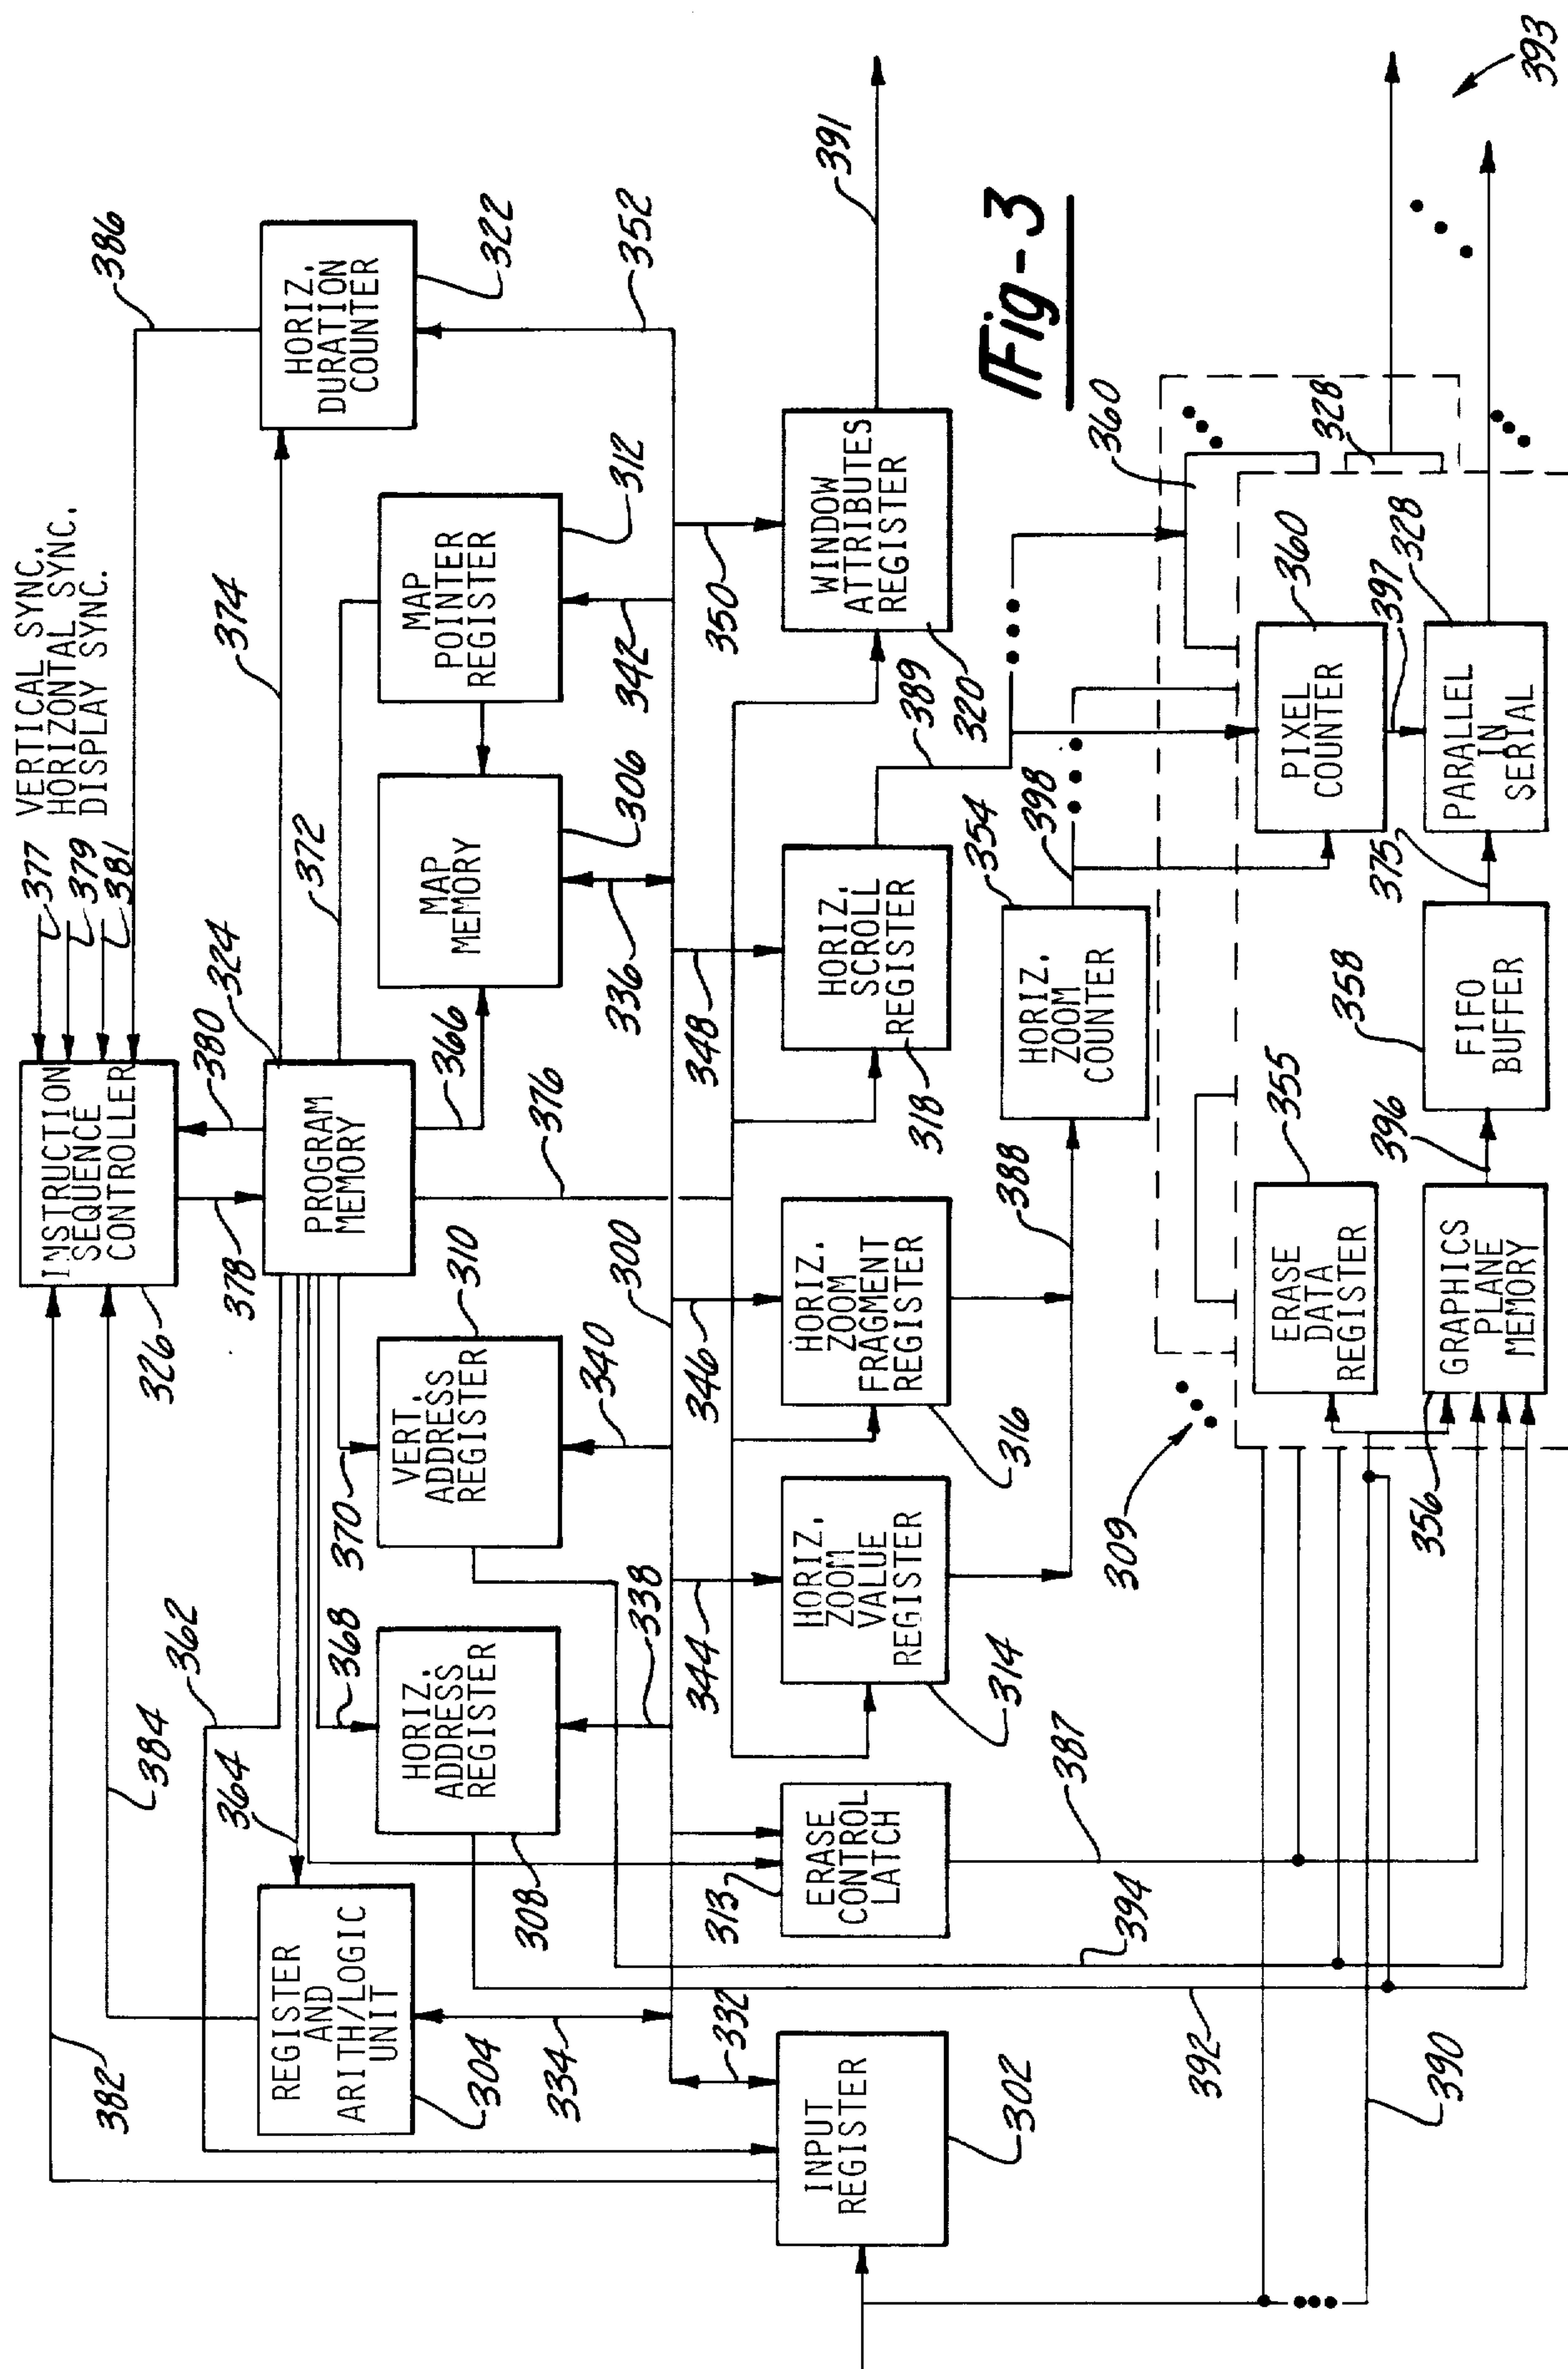 VERTICAL SYNC.
HORIZONTAL SYNC.
DISPLAY SYNC.
377
379
381
386
382
384
362
364
INSTRUCTION
SEQUENCE
CONTROLLER
326
378
380
324
374
PROGRAM
MEMORY
372
366
376
368
370
HORIZ.
DURATION
COUNTER
322
352
REGISTER
AND
ARITH/LOGIC
UNIT
304
334
HORIZ.
ADDRESS
REGISTER
308
338
VERT.
ADDRESS
REGISTER
310
340
300
MAP
MEMORY
306
336
MAP
POINTER
REGISTER
312
342
INPUT
REGISTER
302
332
ERASE
CONTROL
LATCH
313
387
344
HORIZ.
ZOOM
VALUE
REGISTER
314
346
HORIZ.
ZOOM
FRAGMENT
REGISTER
316
348
HORIZ.
SCROLL
REGISTER
318
389
350
WINDOW
ATTRIBUTES
REGISTER
320
391
388
HORIZ.
ZOOM
COUNTER
354
398
Fig-3
394
392
390
309
360
328
ERASE
DATA
REGISTER
355
GRAPHICS
PLANE
MEMORY
356
396
FIFO
BUFFER
358
375
PIXEL
COUNTER
360
397
PARALLEL
IN
SERIAL
328
393